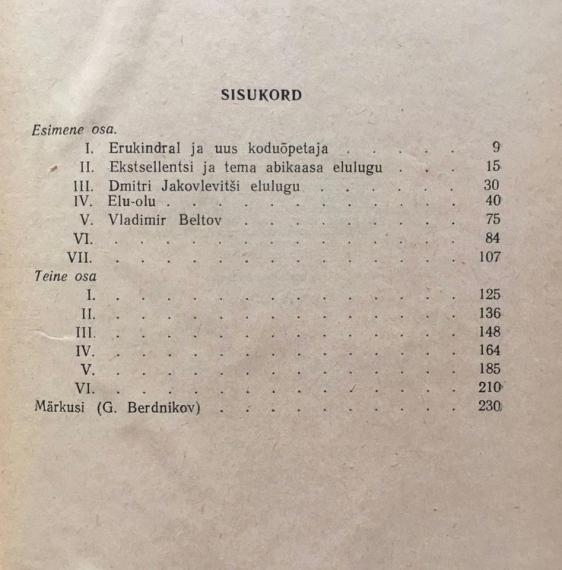 SISUKORD
Esimene osa.
I. Erukindral ja uus koduõpetaja . . . . . 9
II. Ekstsellentsi ja tema abikaasa elulugu . . . 15
III. Dmitri Jakovlevitši elulugu . . . . . . 30
IV. Elu-olu . . . . . . . . . . . . 40
V. Vladimir Beltov . . . . . . . . . 75
VI. . . . . . . . . . . . . . . 84
VII. . . . . . . . . . . . . . . 107
Teine osa
I. . . . . . . . . . . . . . . 125
II. . . . . . . . . . . . . . . 136
III. . . . . . . . . . . . . . . 148
IV. . . . . . . . . . . . . . . 164
V. . . . . . . . . . . . . . . 185
VI. . . . . . . . . . . . . . . 210
Märkusi (G. Berdnikov) . . . . . . . . . . 230